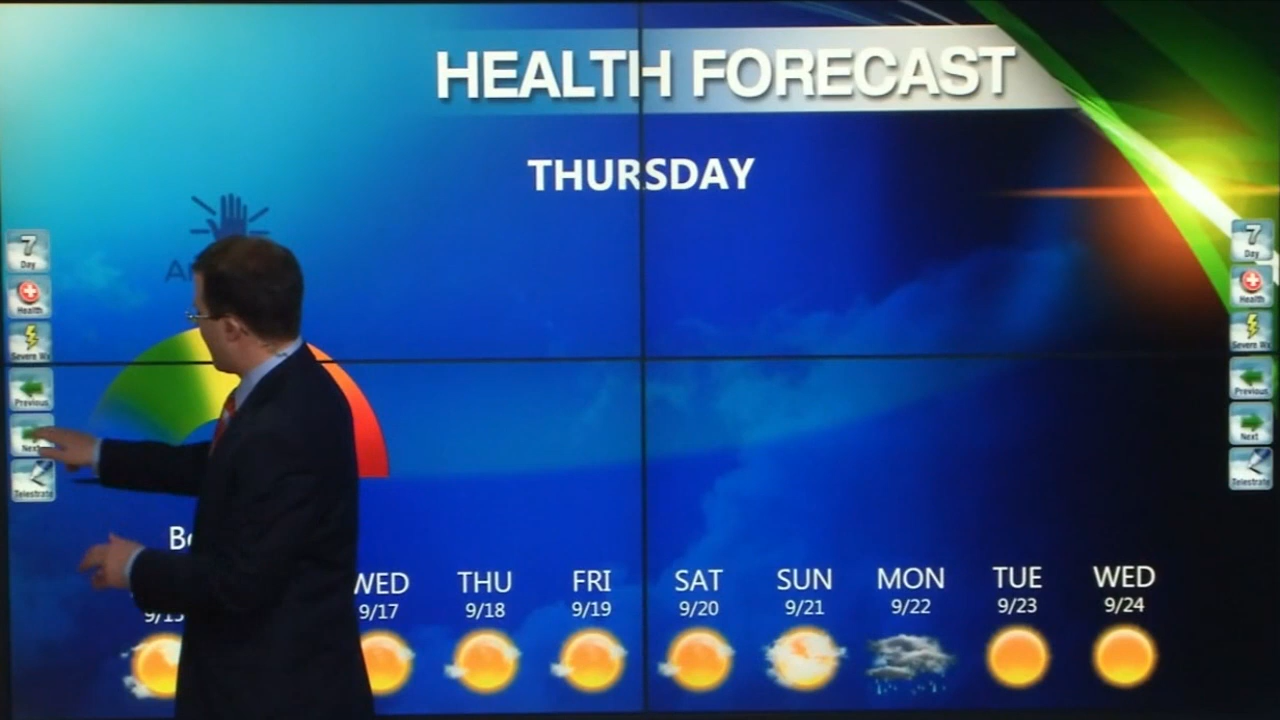 HEALTH FORECAST
THURSDAY
7
Day
Health
Severe Wx
Previous
Next
Telestrate
7
Day
Health
Severe Wx
Previous
Next
Telestrate
WED THU FRI SAT SUN MON TUE WED
9/15 9/17 9/18 9/19 9/20 9/21 9/22 9/23 9/24